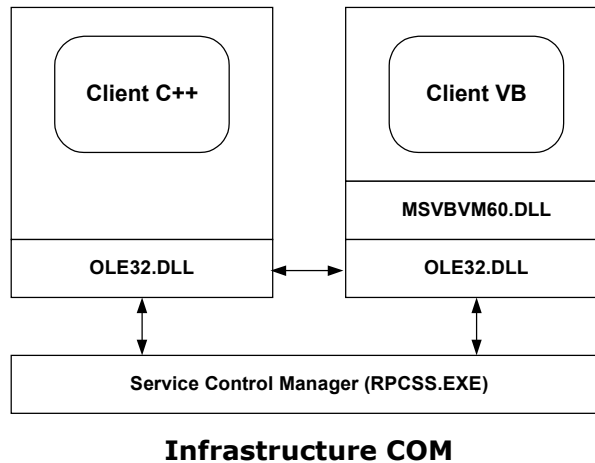 Client C++
Client VB
MSVBVM60.DLL
OLE32.DLL
OLE32.DLL
Service Control Manager (RPCSS.EXE)
Infrastructure COM